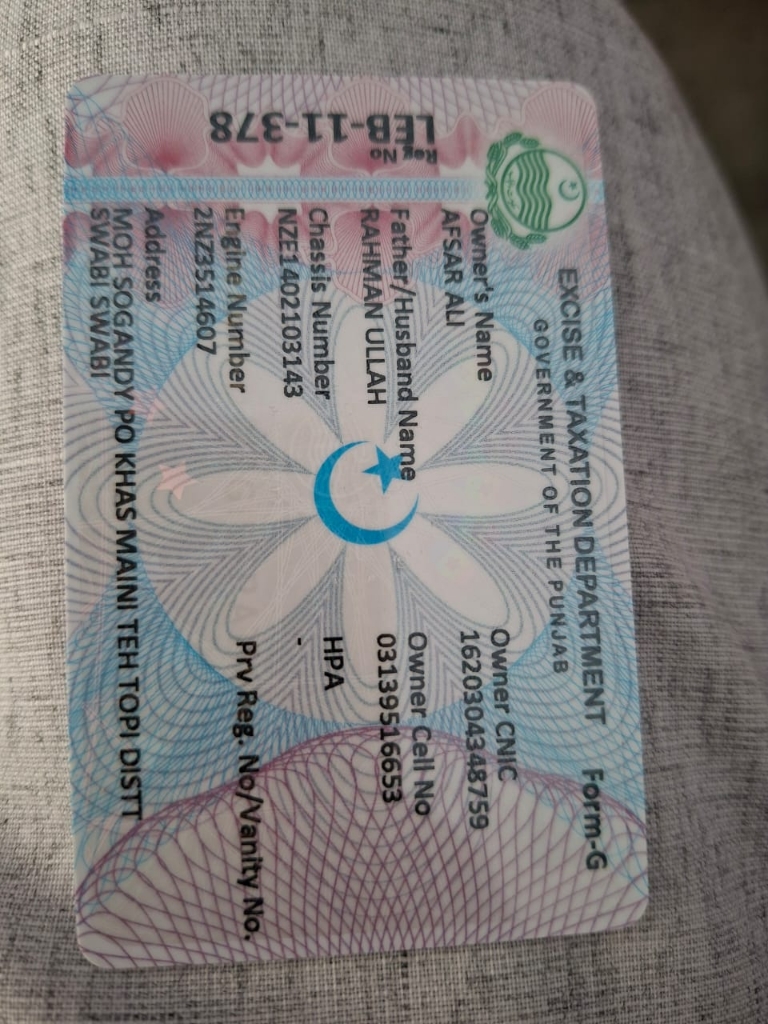 EXCISE & TAXATION DEPARTMENT
Form-G
GOVERNMENT OF THE PUNJAB
Reg No
LEB-11-378
Owner's Name
AFSAR ALI
Owner CNIC
1620304348759
Father/Husband Name
RAHMAN ULLAH
Owner Cell No
03139516653
Chassis Number
NZE1402103143
HPA
-
Engine Number
2NZ3514607
Prv Reg. No/Vanity No.
Address
MOH SOGANDY PO KHAS MAINI TEH TOPI DISTT
SWABI SWABI